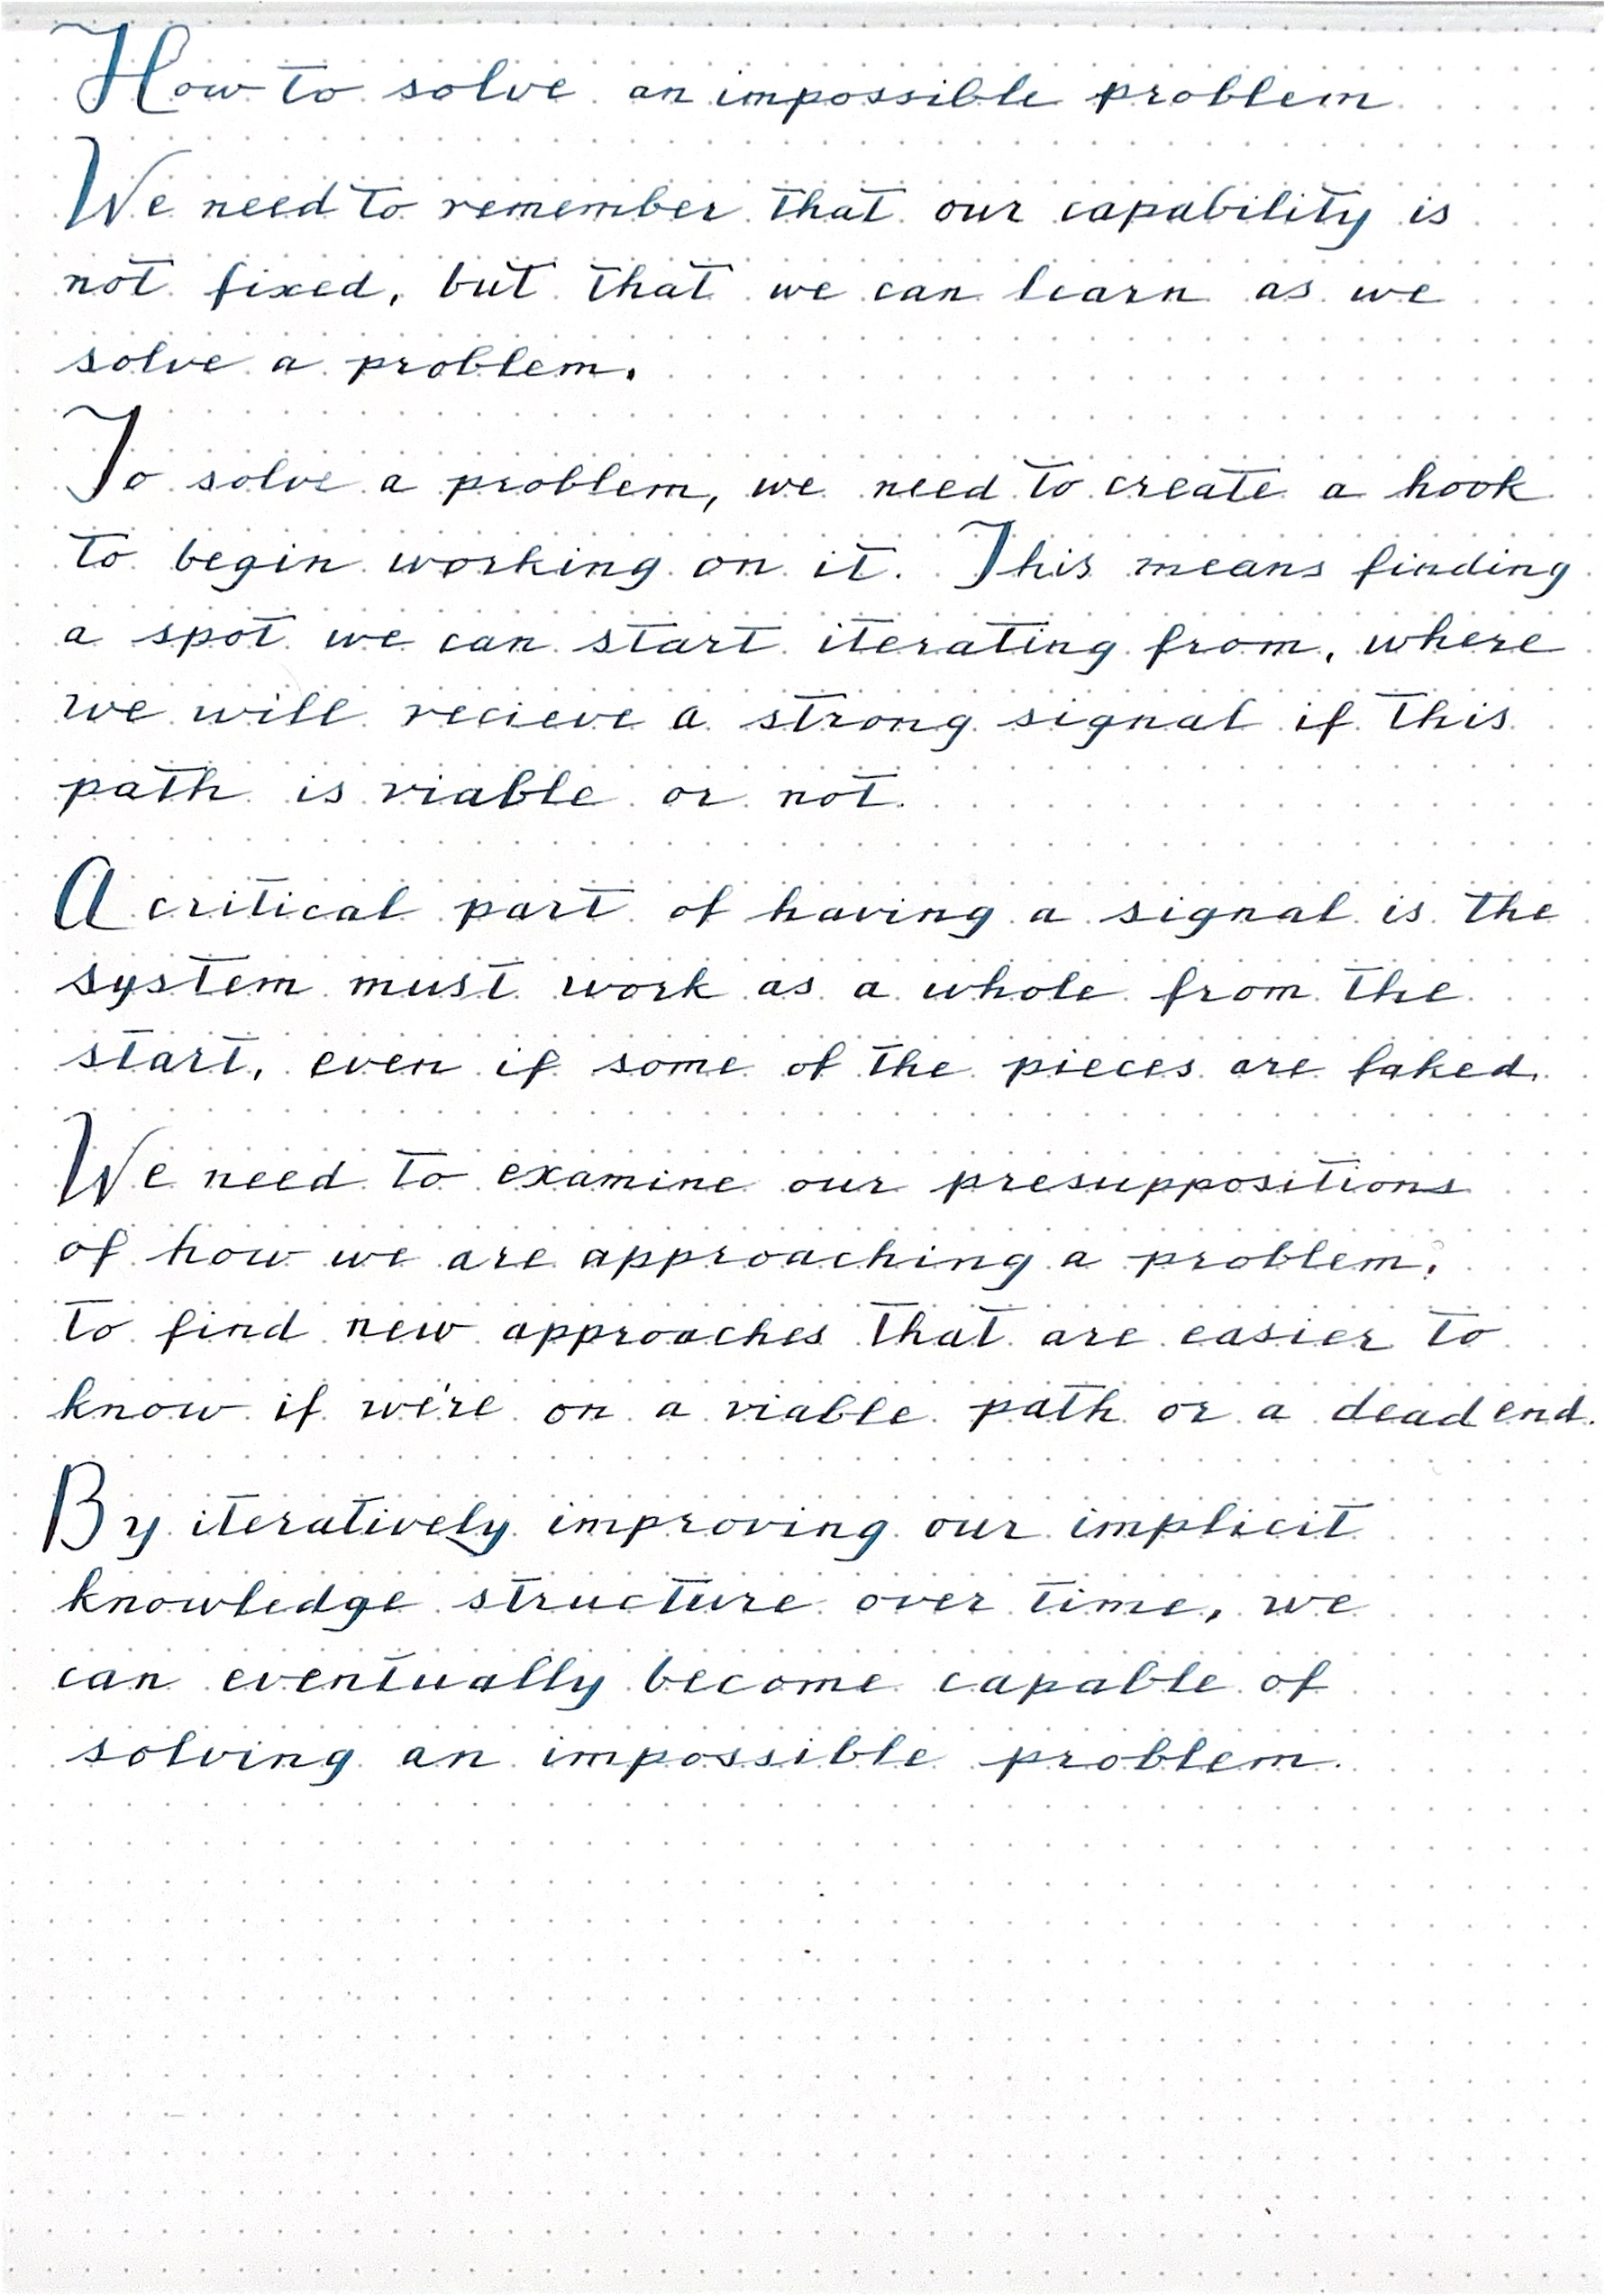 How to solve an impossible problem
We need to remember that our capability is
not fixed, but that we can learn as we
solve a problem.
To solve a problem, we need to create a hook
to begin working on it. This means finding
a spot we can start iterating from, where
we will recieve a strong signal if this
path is viable or not.
A critical part of having a signal is the
system must work as a whole from the
start, even if some of the pieces are faked.
We need to examine our presuppositions
of how we are approaching a problem,
to find new approaches that are easier to
know if we're on a viable path or a dead end.
By iteratively improving our implicit
knowledge structure over time, we
can eventually become capable of
solving an impossible problem.